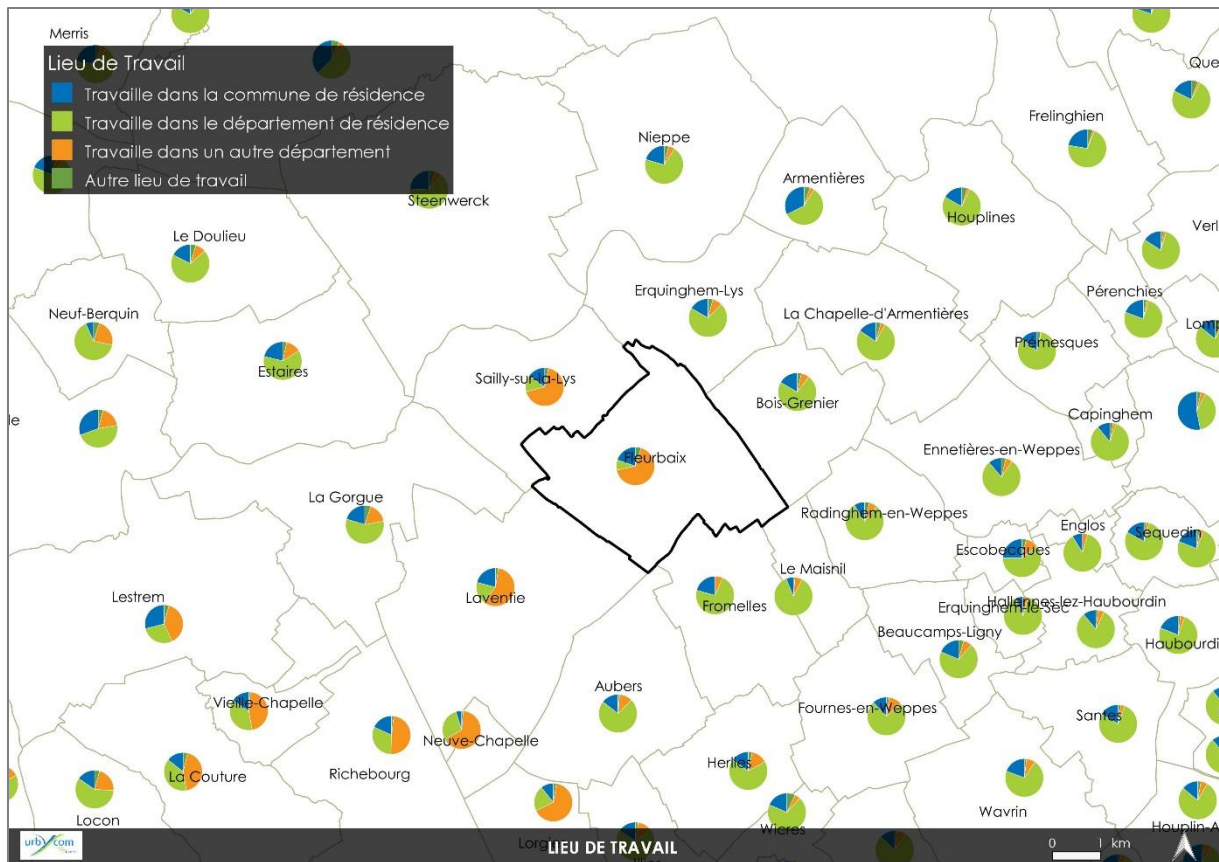 Merris
Lieu de Travail
Travaille dans la commune de résidence
Travaille dans le département de résidence
Travaille dans un autre département
Autre lieu de travail
Que
Frelinghien
Nieppe
Armentières
Houplines
Steenwerck
Verl
Le Doulieu
Erquinghem-Lys
Pérenchies
Neuf-Berquin
La Chapelle-d'Armentières
Lomp
Prémesques
Estaires
Sailly-sur-la-Lys
Bois-Grenier
Capinghem
le
Ennetières-en-Weppes
Fleurbaix
La Gorgue
Radinghem-en-Weppes
Englos
Sequedin
Escobecques
Le Maisnil
Lestrem
Laventie
Fromelles
Hallennes-lez-Haubourdin
Erquinghem-le-Sec
Beaucamps-Ligny
Haubourdin
Aubers
Vieille-Chapelle
Fournes-en-Weppes
Santes
Neuve-Chapelle
Herlies
Richebourg
La Couture
Locon
Wavrin
Wicres
Houplin-A
urbycom
LIEU DE TRAVAIL
0 1 km